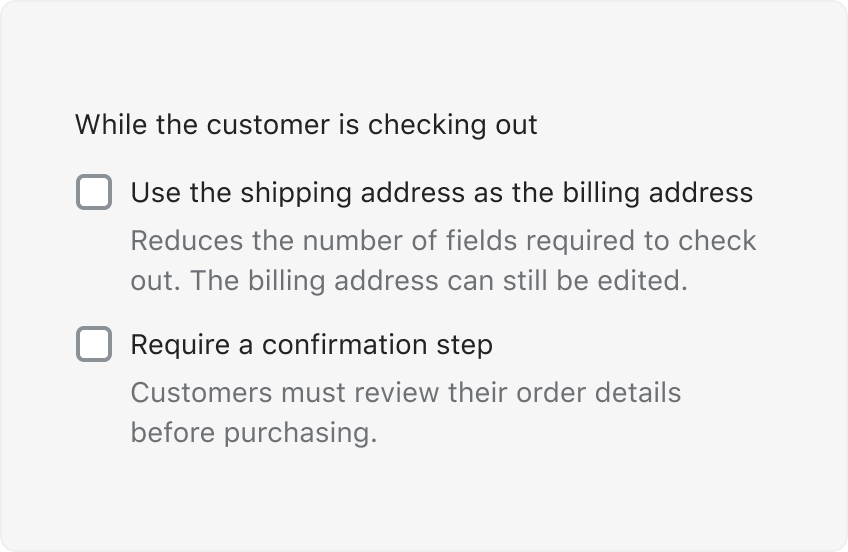 While the customer is checking out
Use the shipping address as the billing address
Reduces the number of fields required to check
out. The billing address can still be edited.
Require a confirmation step
Customers must review their order details
before purchasing.